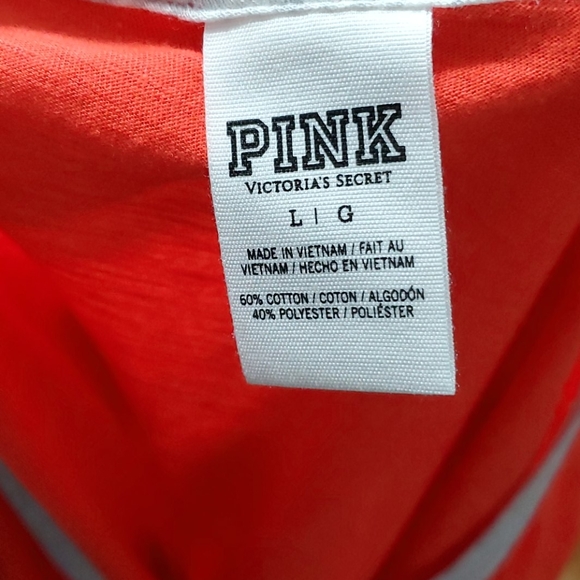 PINK
VICTORIA'S SECRET
L | G
MADE IN VIETNAM / FAIT AU
VIETNAM / HECHO EN VIETNAM
60% COTTON / COTON / ALGODÓN
40% POLYESTER / POLIÉSTER